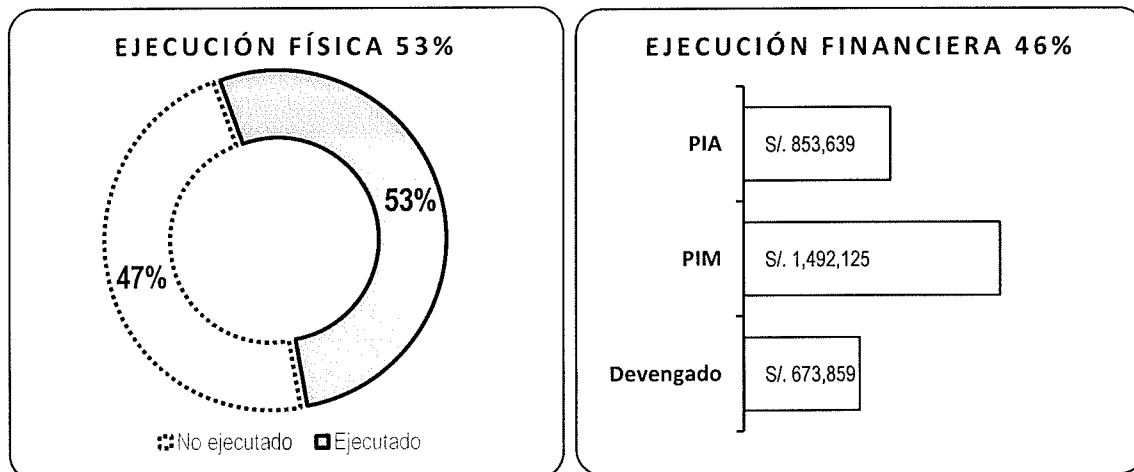 EJECUCIÓN FÍSICA 53%
53%
47%
No ejecutado Ejecutado
EJECUCIÓN FINANCIERA 46%
PIA S/. 853,639
PIM S/. 1,492,125
Devengado S/. 673,859